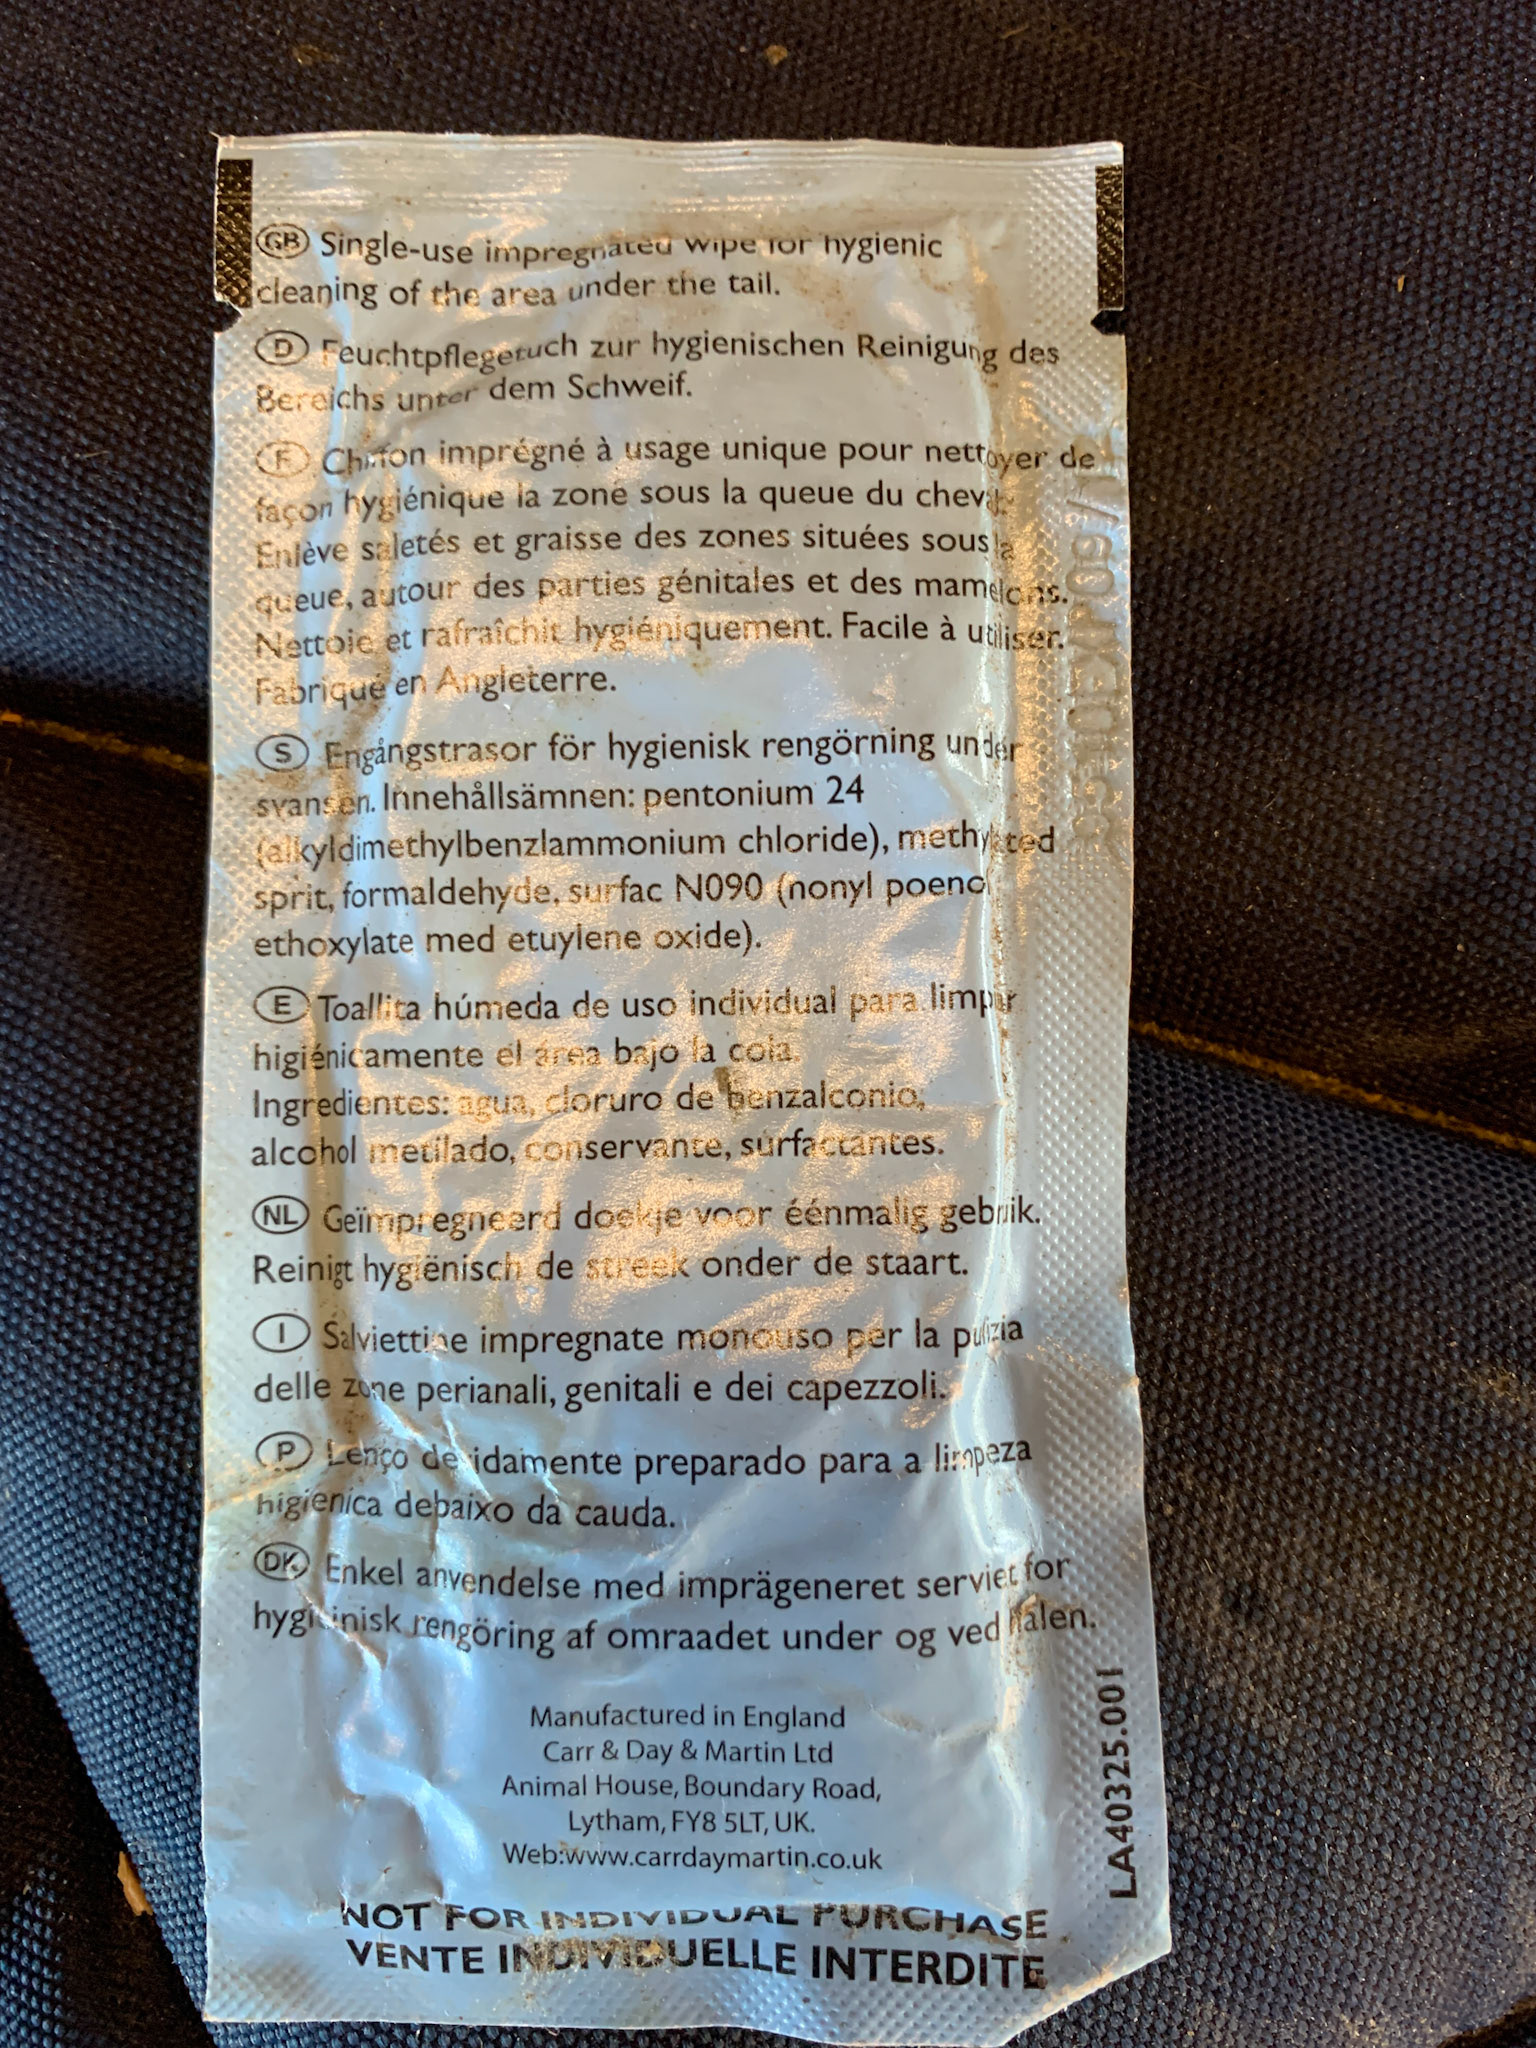 GB Single-use impregnated wipe for hygienic
cleaning of the area under the tail.
D Feuchtpflegetuch zur hygienischen Reinigung des
Bereichs unter dem Schweif.
F Chiffon imprégné à usage unique pour nettoyer de
façon hygiénique la zone sous la queue du cheval.
Enlève saletés et graisse des zones situées sous la
queue, autour des parties génitales et des mamelons.
Nettoie et rafraîchit hygiéniquement. Facile à utiliser.
Fabriqué en Angleterre.
S Engångstrasor för hygienisk rengörning under
svansen. Innehållsämnen: pentonium 24
(alkyldimethylbenzlammonium chloride), methylated
sprit, formaldehyde, surfac N090 (nonyl poenol
ethoxylate med etuylene oxide).
E Toallita húmeda de uso individual para limpiar
higiénicamente el área bajo la cola.
Ingredientes: agua, cloruro de benzalconio,
alcohol metilado, conservante, surfactantes.
NL Geïmpregneerd doekje voor éénmalig gebruik.
Reinigt hygiënisch de streek onder de staart.
I Salviettine impregnate monouso per la pulizia
delle zone perianali, genitali e dei capezzoli.
P Lenço devidamente preparado para a limpeza
higienica debaixo da cauda.
DK Enkel anvendelse med imprägeneret serviet for
hygieinisk rengöring af omraadet under og ved halen.
Manufactured in England
Carr & Day & Martin Ltd
Animal House, Boundary Road,
Lytham, FY8 5LT, UK.
Web:www.carrdaymartin.co.uk
LA40325.001
NOT FOR INDIVIDUAL PURCHASE
VENTE INDIVIDUELLE INTERDITE